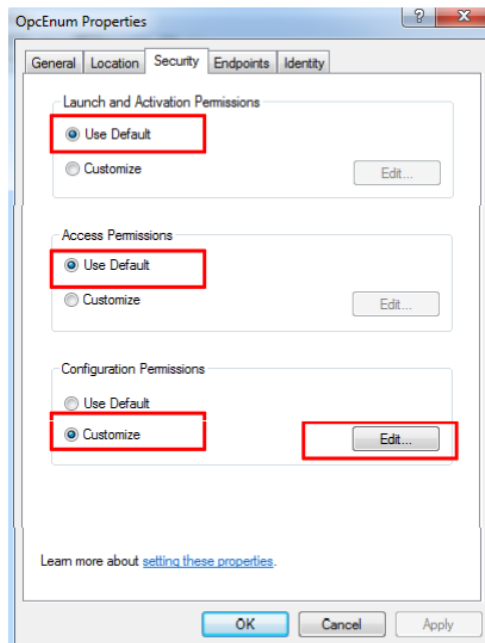 OpcEnum Properties
General Location Security Endpoints Identity
Launch and Activation Permissions
Use Default
Customize
Edit...
Access Permissions
Use Default
Customize
Edit...
Configuration Permissions
Use Default
Customize
Edit...
Learn more about setting these properties.
OK Cancel Apply